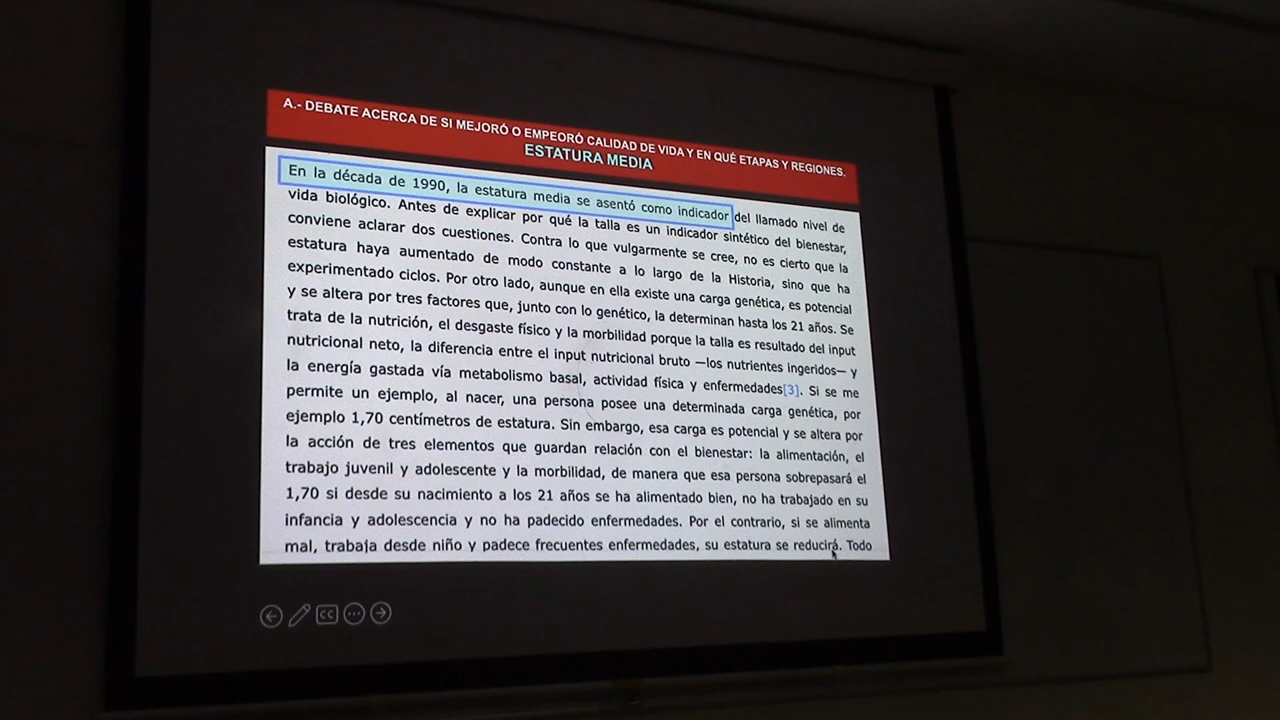 A.- DEBATE ACERCA DE SI MEJORÓ O EMPEORÓ CALIDAD DE VIDA Y EN QUÉ ETAPAS Y REGIONES.
ESTATURA MEDIA
En la década de 1990, la estatura media se asentó como indicador del llamado nivel de
vida biológico. Antes de explicar por qué la talla es un indicador sintético del bienestar,
conviene aclarar dos cuestiones. Contra lo que vulgarmente se cree, no es cierto que la
estatura haya aumentado de modo constante a lo largo de la Historia, sino que ha
experimentado ciclos. Por otro lado, aunque en ella existe una carga genética, es potencial
y se altera por tres factores que, junto con lo genético, la determinan hasta los 21 años. Se
trata de la nutrición, el desgaste físico y la morbilidad porque la talla es resultado del input
nutricional neto, la diferencia entre el input nutricional bruto —los nutrientes ingeridos— y
la energía gastada vía metabolismo basal, actividad física y enfermedades[3]. Si se me
permite un ejemplo, al nacer, una persona posee una determinada carga genética, por
ejemplo 1,70 centímetros de estatura. Sin embargo, esa carga es potencial y se altera por
la acción de tres elementos que guardan relación con el bienestar: la alimentación, el
trabajo juvenil y adolescente y la morbilidad, de manera que esa persona sobrepasará el
1,70 si desde su nacimiento a los 21 años se ha alimentado bien, no ha trabajado en su
infancia y adolescencia y no ha padecido enfermedades. Por el contrario, si se alimenta
mal, trabaja desde niño y padece frecuentes enfermedades, su estatura se reducirá. Todo
CC